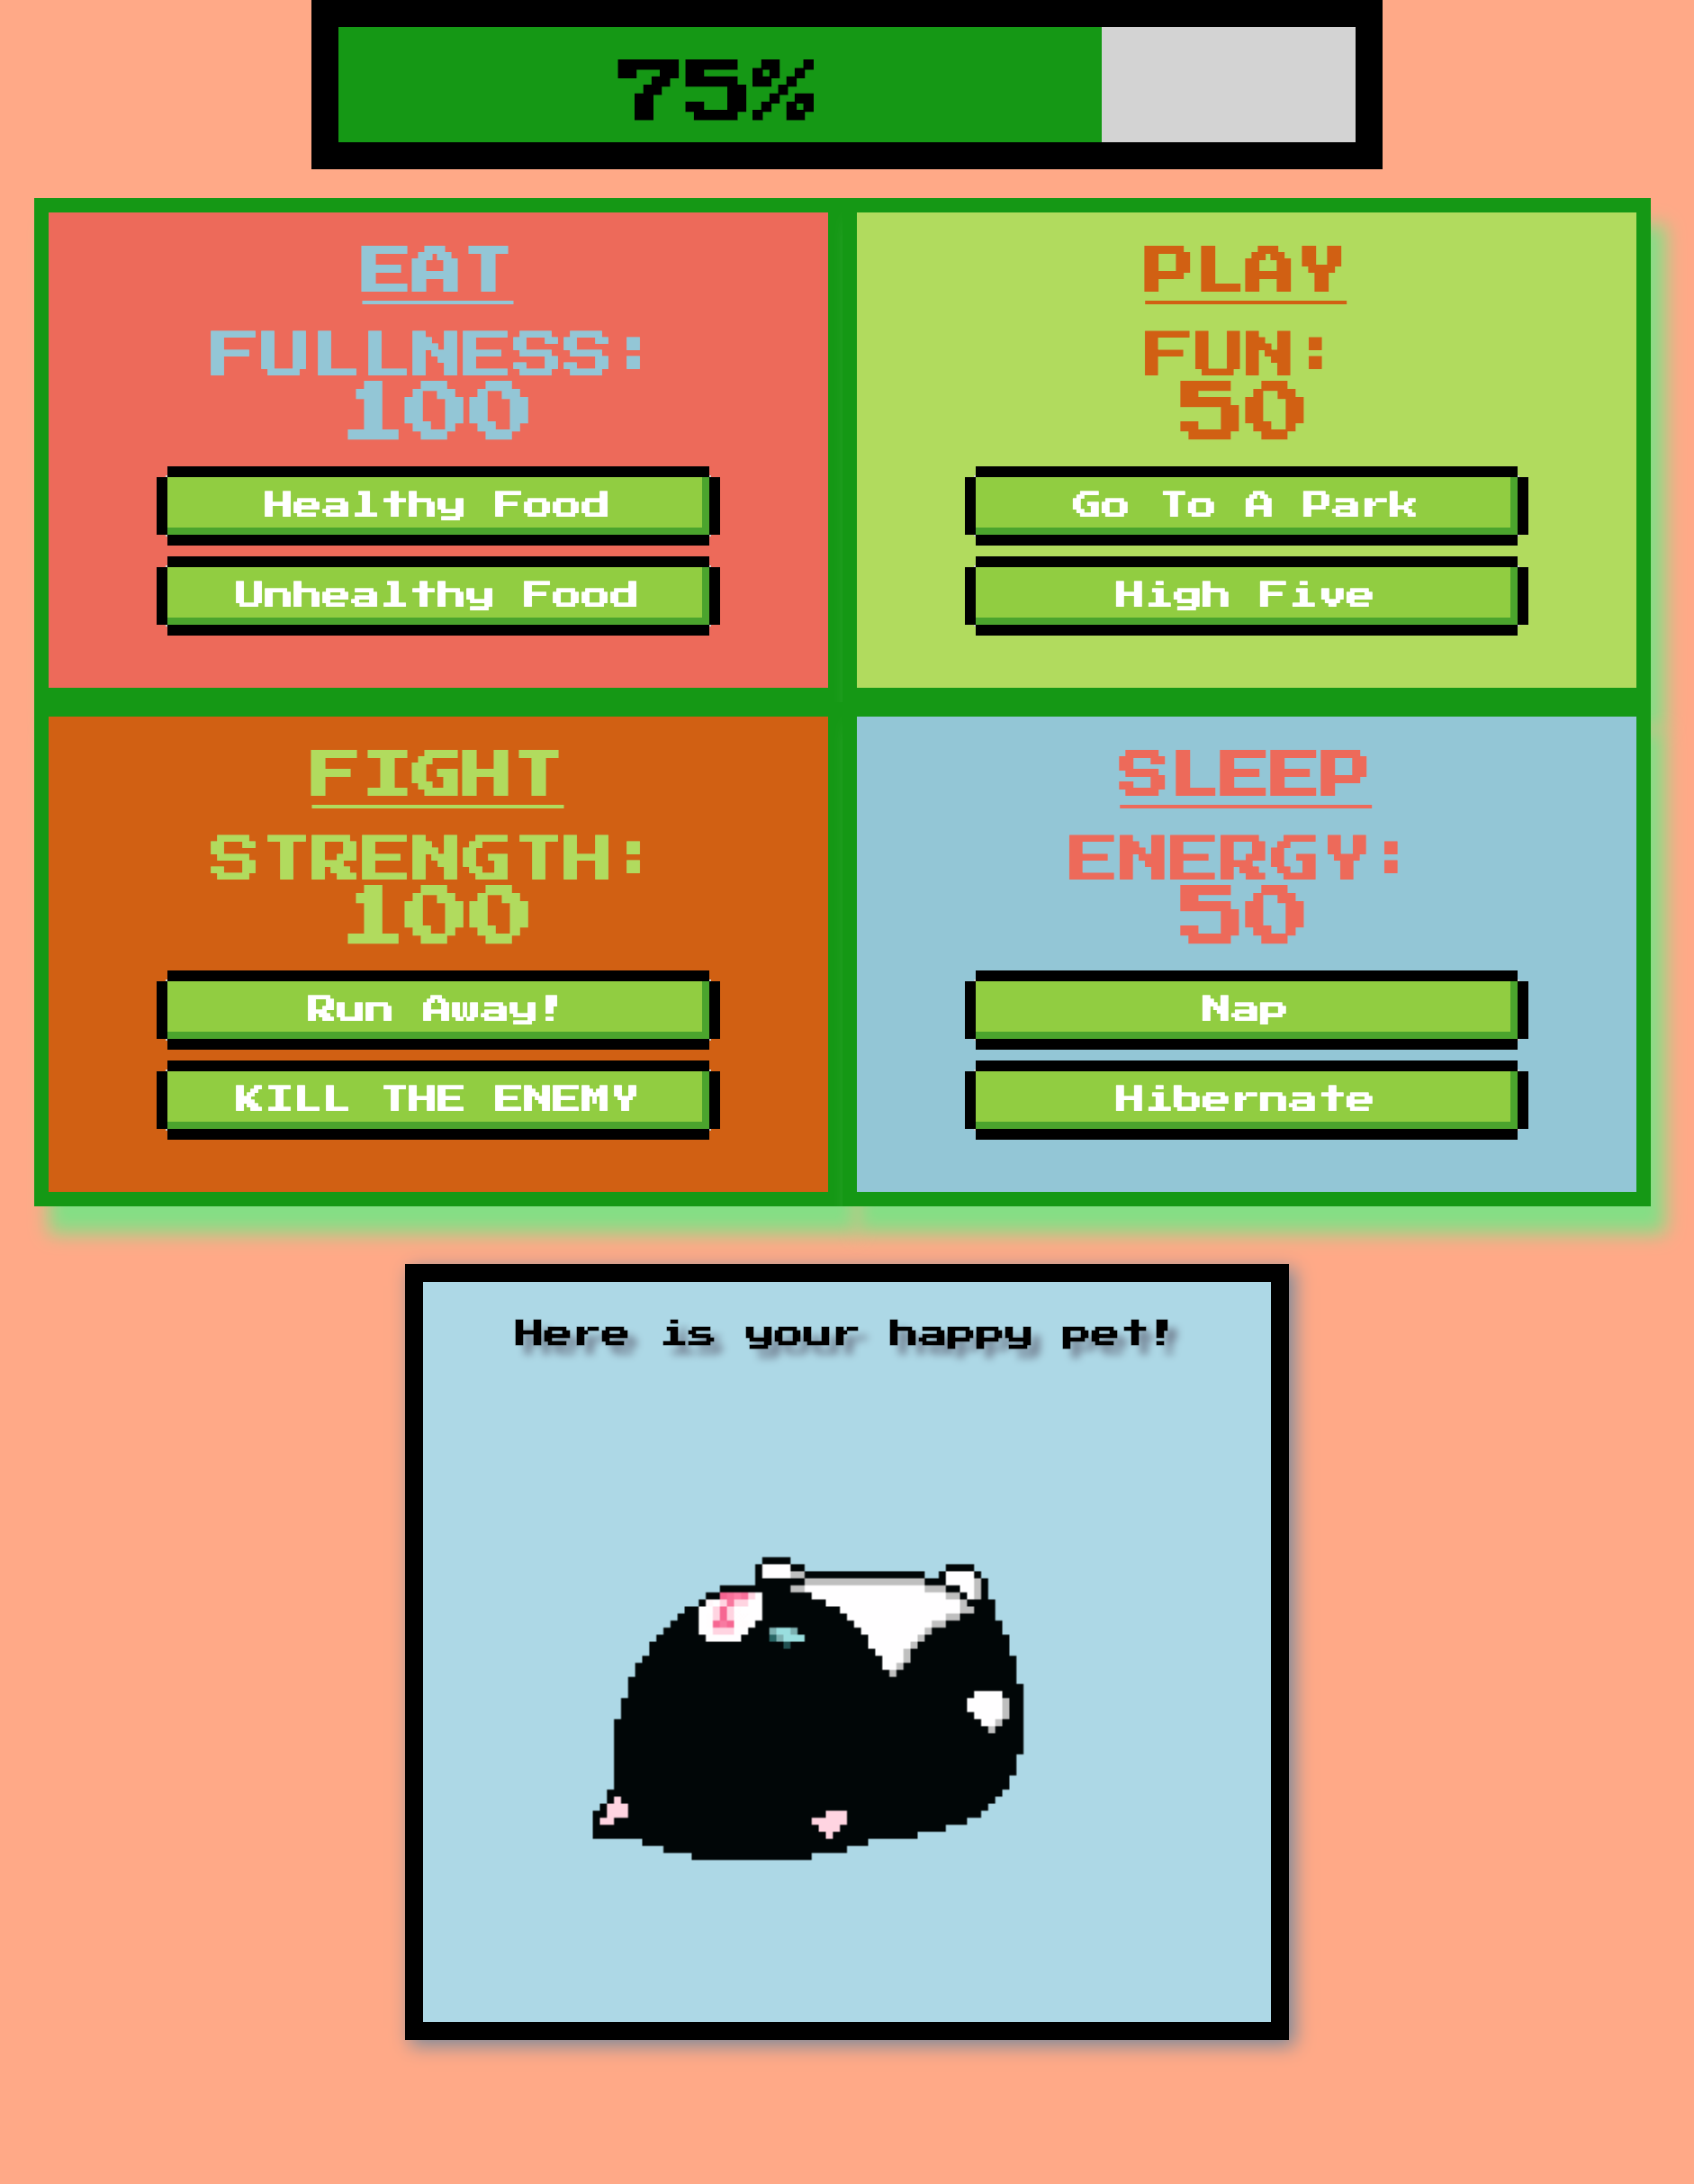 75%
EAT
FULLNESS:
100
Healthy Food
Unhealthy Food
PLAY
FUN:
50
Go To A Park
High Five
FIGHT
STRENGTH:
100
Run Away!
KILL THE ENEMY
SLEEP
ENERGY:
50
Nap
Hibernate
Here is your happy pet!